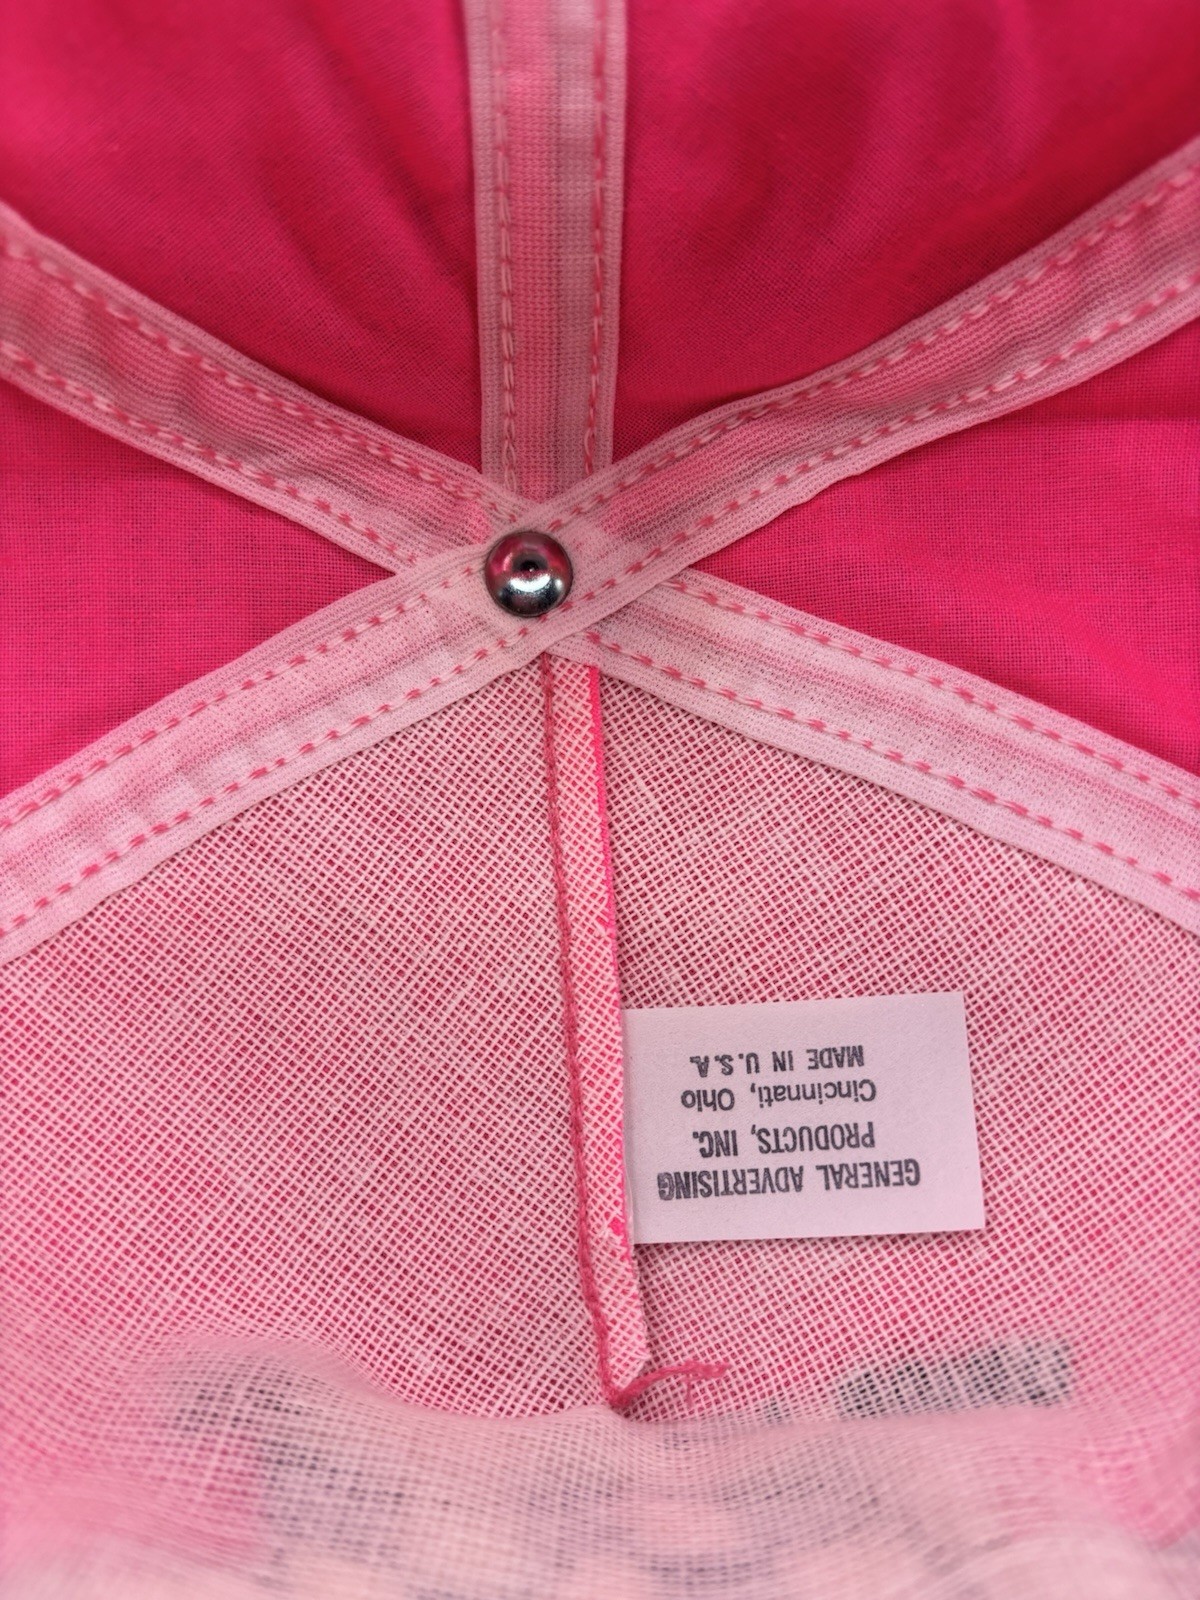 GENERAL ADVERTISING
PRODUCTS, INC.
Cincinnati, Ohio
MADE IN U.S.A.